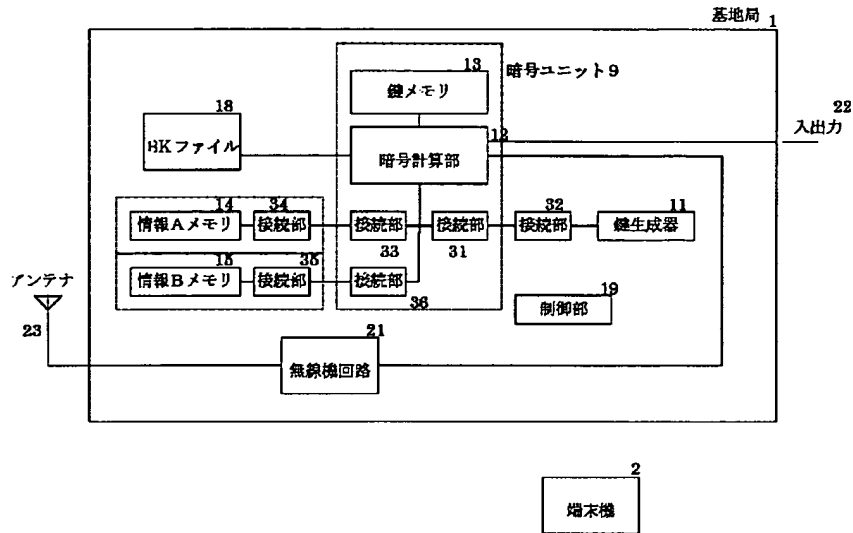 基地局 1
13
暗号ユニット9
鍵メモリ
22
18
12
入出力
BKファイル
暗号計算部
14 34 32 11
情報Aメモリ 接続部 接続部 接続部 接続部 鍵生成器
33 31
15 35
アンテナ
情報Bメモリ 接続部 接続部
36 19
制御部
23
21
無線機回路
2
端末機